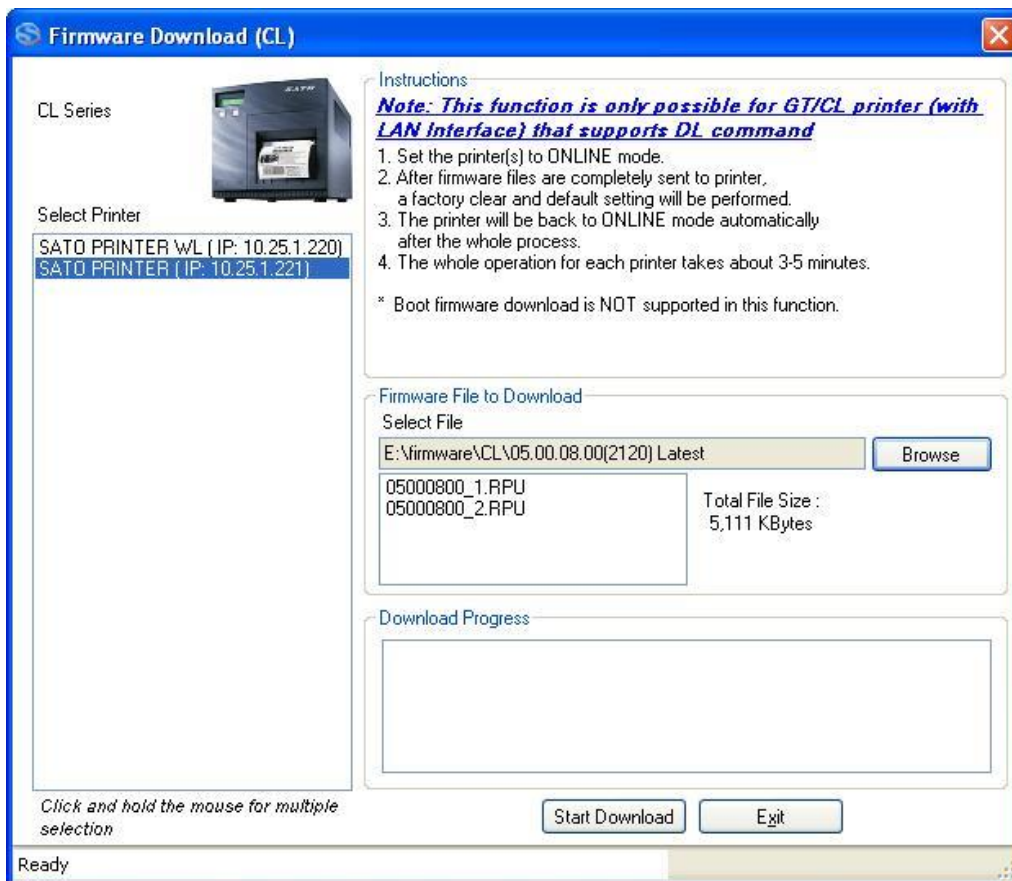 Firmware Download (CL)
CL Series
SATO
Select Printer
SATO PRINTER WL ( IP: 10.25.1.220)
SATO PRINTER ( IP: 10.25.1.221)
Click and hold the mouse for multiple
selection
Instructions
Note: This function is only possible for GT/CL printer (with
LAN Interface) that supports DL command
1. Set the printer(s) to ONLINE mode.
2. After firmware files are completely sent to printer,
a factory clear and default setting will be performed.
3. The printer will be back to ONLINE mode automatically
after the whole process.
4. The whole operation for each printer takes about 3-5 minutes.
* Boot firmware download is NOT supported in this function.
Firmware File to Download
Select File
E:\firmware\CL\05.00.08.00(2120) Latest
Browse
05000800_1.RPU
05000800_2.RPU
Total File Size :
5,111 KBytes
Download Progress
Start Download
Exit
Ready